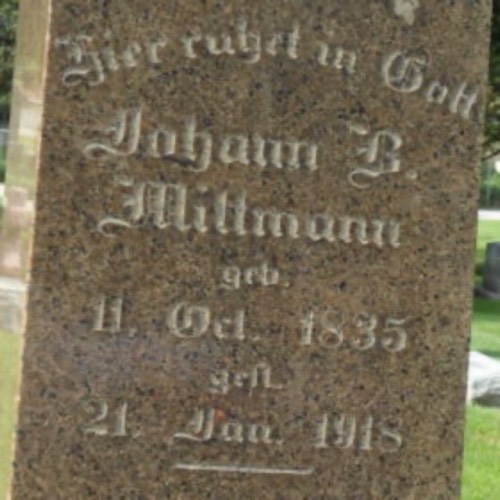 Hier ruhet in Gott
Johann B.
Mittmann
geb.
11. Oct. 1835
gest.
21. Jan. 1918